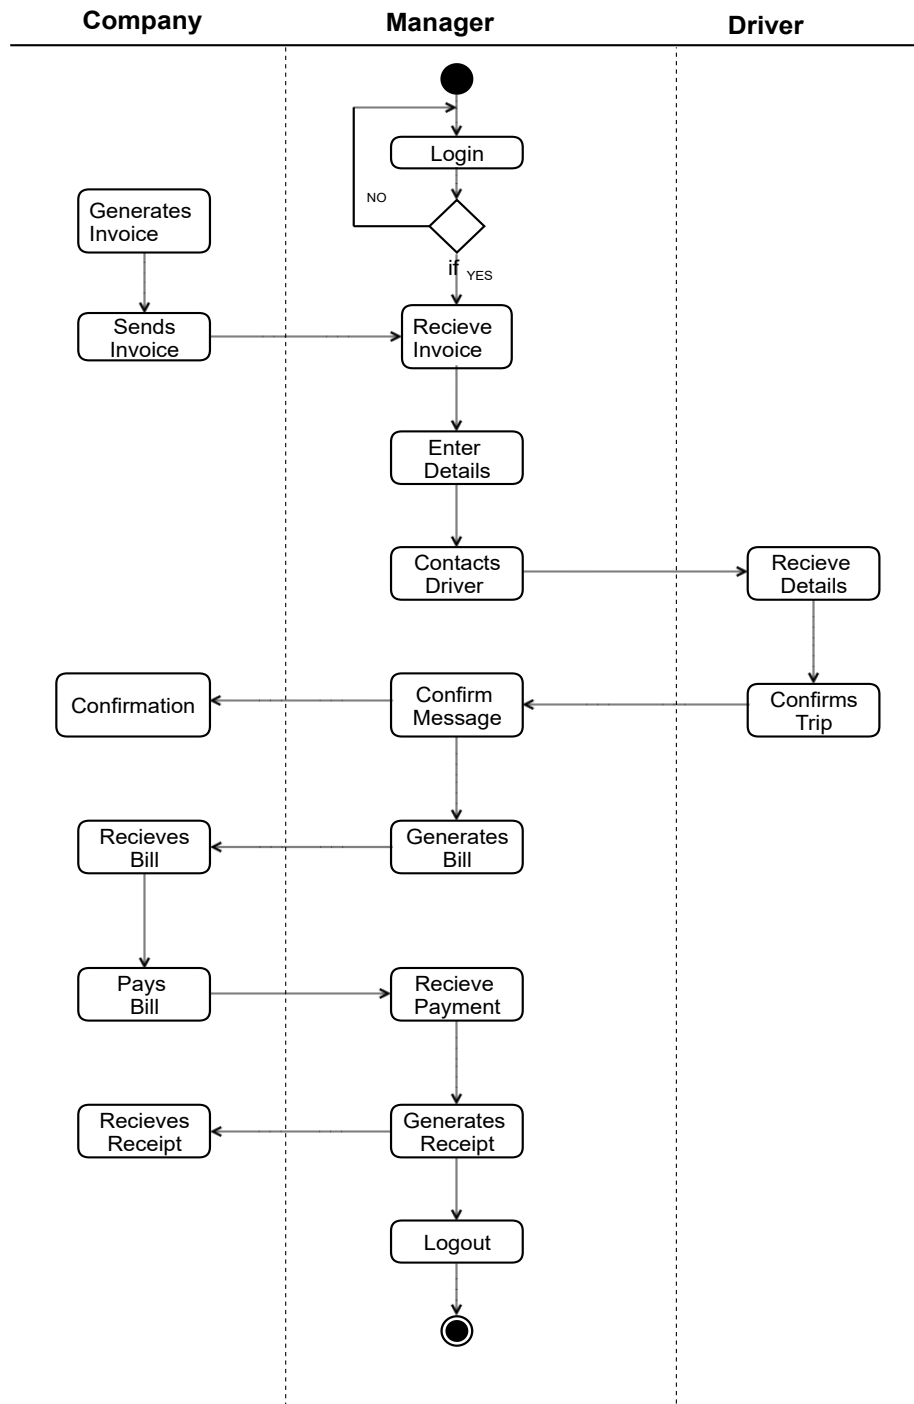 Company
Manager
Driver
Login
NO
Generates
Invoice
if
YES
Sends
Invoice
Recieve
Invoice
Enter
Details
Contacts
Driver
Recieve
Details
Confirmation
Confirm
Message
Confirms
Trip
Recieves
Bill
Generates
Bill
Pays
Bill
Recieve
Payment
Recieves
Receipt
Generates
Receipt
Logout